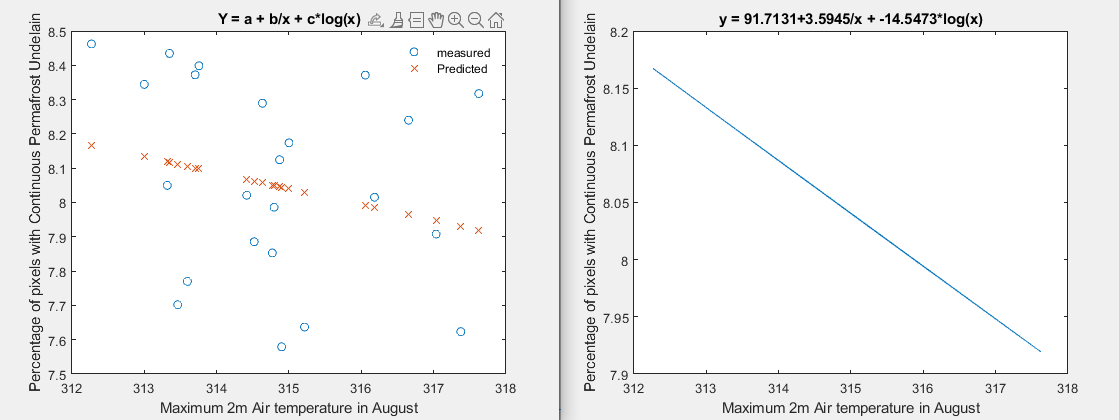 Y = a + b/x + c*log(x)
Percentage of pixels with Continuous Permafrost Undelain
8.5
8.4
8.3
8.2
8.1
8
7.9
7.8
7.7
7.6
7.5
measured
Predicted
312 313 314 315 316 317 318
Maximum 2m Air temperature in August
y = 91.7131+3.5945/x + -14.5473*log(x)
Percentage of pixels with Continuous Permafrost Undelain
8.2
8.15
8.1
8.05
8
7.95
7.9
312 313 314 315 316 317 318
Maximum 2m Air temperature in August